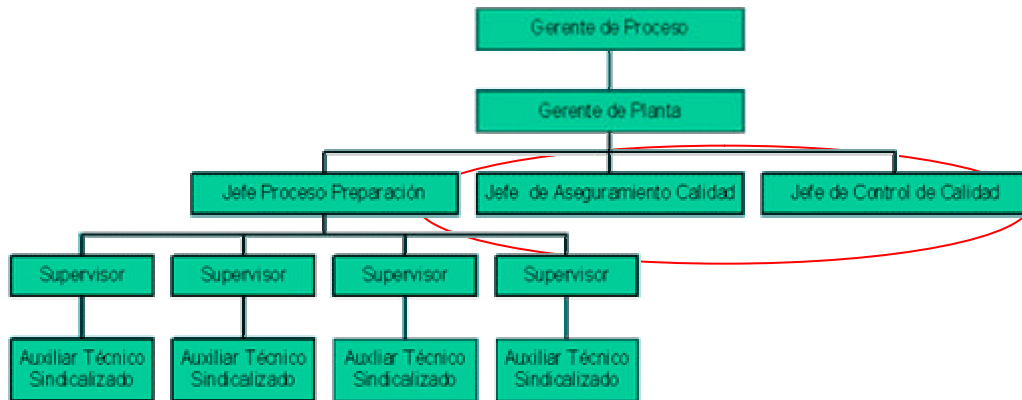 Gerente de Proceso
Gerente de Planta
Jefe Proceso Preparación
Jefe de Aseguramiento Calidad
Jefe de Control de Calidad
Supervisor
Supervisor
Supervisor
Supervisor
Auxiliar Técnico
Sindicalizado
Auxiliar Técnico
Sindicalizado
Auxliar Técnico
Sindicalizado
Auxiliar Técnico
Sindicalizado